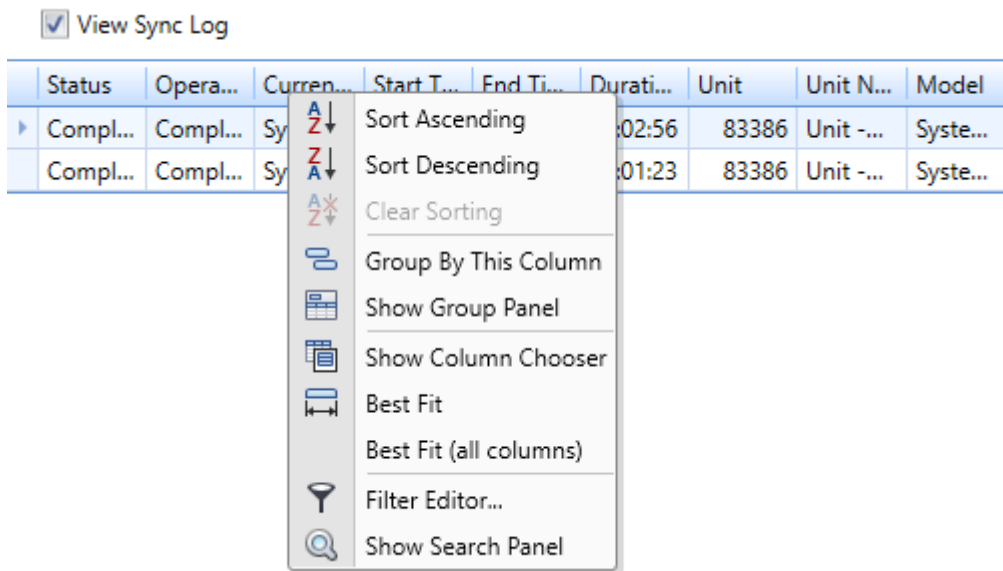 View Sync Log
Status Opera... Curren... Start T... End Ti... Durati... Unit Unit N... Model
Compl... Compl... Sy :02:56 83386 Unit -... Syste...
Compl... Compl... Sy :01:23 83386 Unit -... Syste...
Sort Ascending
Sort Descending
Clear Sorting
Group By This Column
Show Group Panel
Show Column Chooser
Best Fit
Best Fit (all columns)
Filter Editor...
Show Search Panel